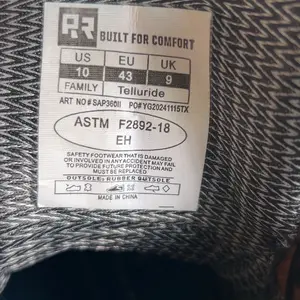 RR BUILT FOR COMFORT
US EU UK
10 43 9
FAMILY Telluride
ART NO#SAP360II PO#YG20241115TX
ASTM F2892-18
EH
SAFETY FOOTWEAR THAT IS DAMAGED
OR INVOLVED IN ANY ACCIDENT MAY FAIL
TO PROVIDE FUTURE PROTECTION AND
MUST BE REPLACED
OUTSOLE: RUBBER OUTSOLE
MADE IN CHINA